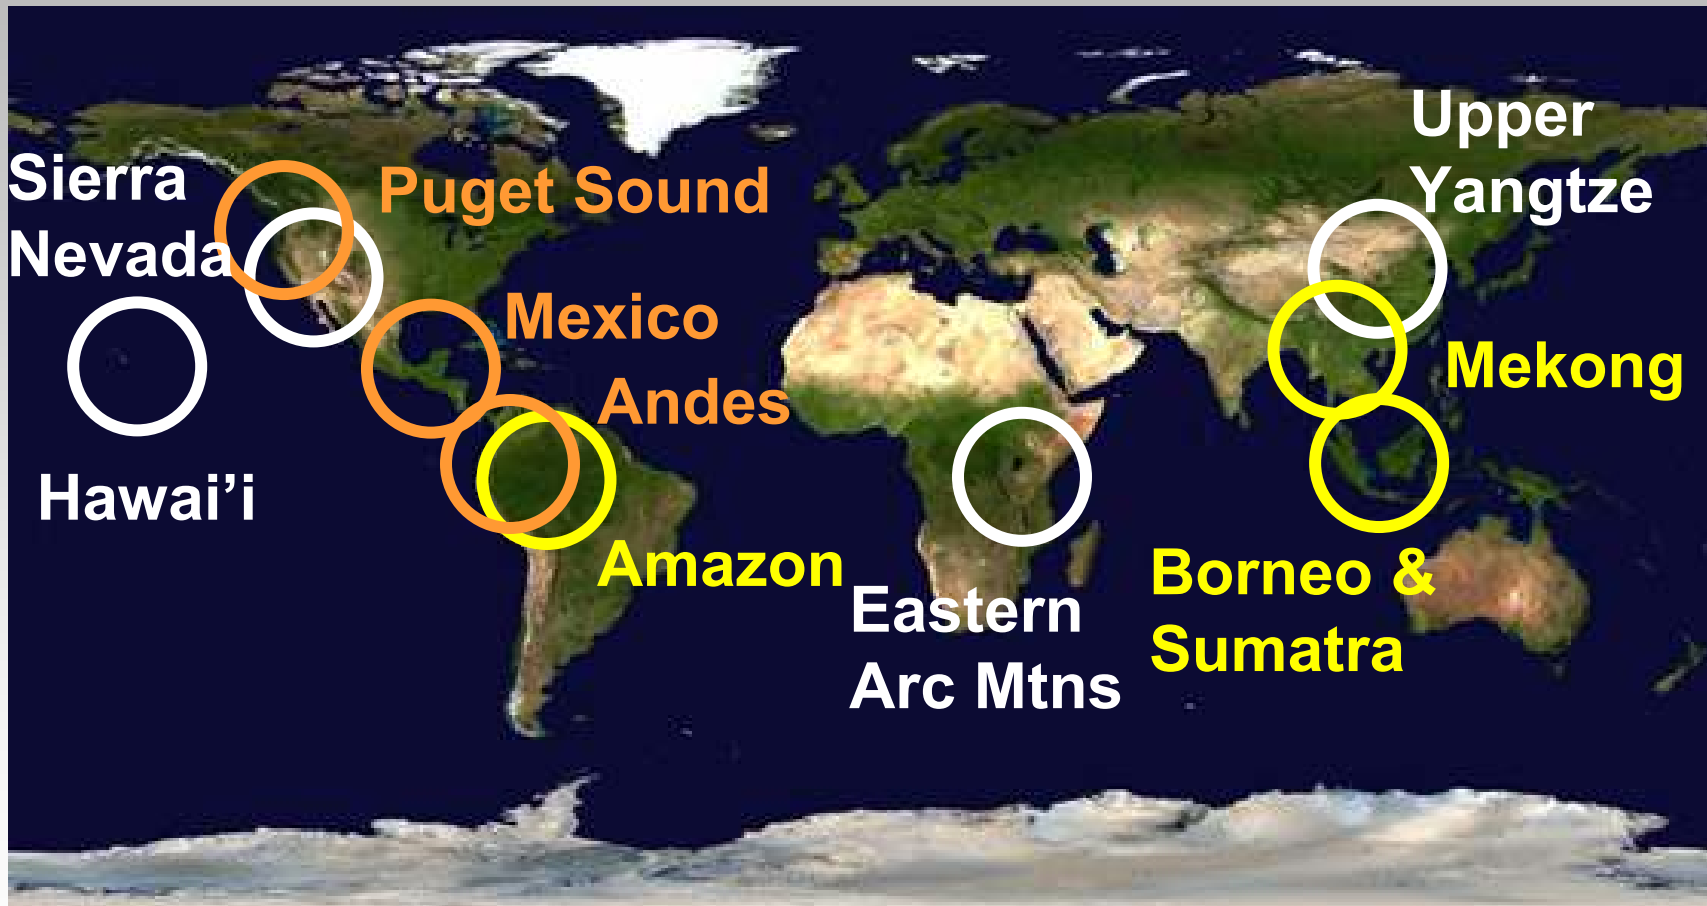 Sierra
Nevada
Puget Sound
Upper
Yangtze
Mexico
Andes
Mekong
Hawai’i
Amazon
Eastern
Arc Mtns
Borneo &
Sumatra